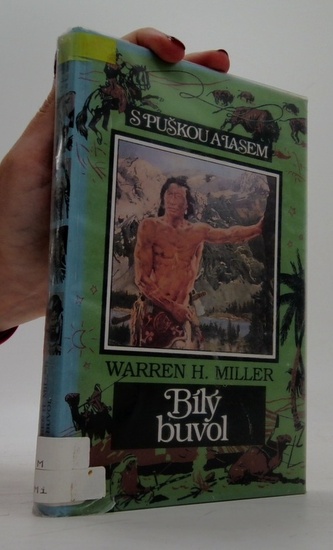 S PUŠKOU A LASEM
WARREN H. MILLER
Bílý
buvol